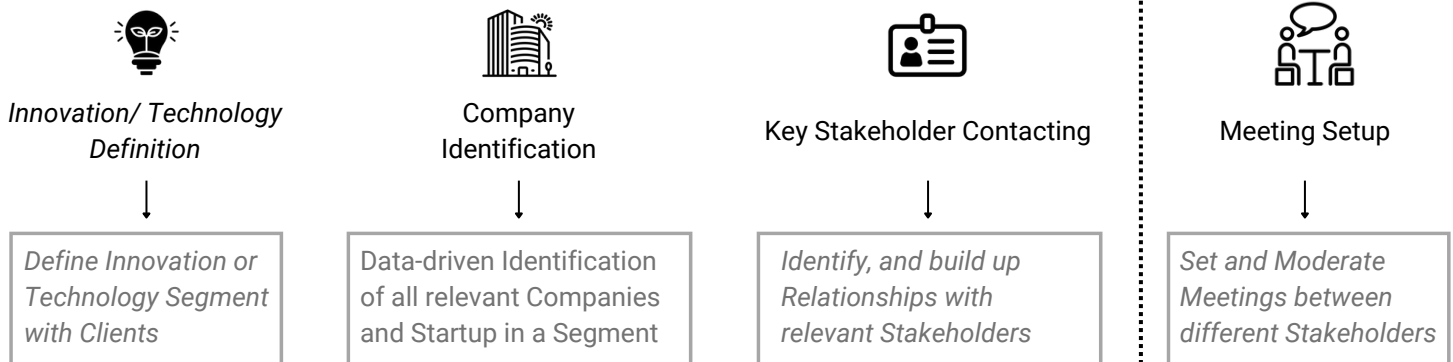 Innovation/ Technology
Definition
Company
Identification
Key Stakeholder Contacting
Meeting Setup
Define Innovation or
Technology Segment
with Clients
Data-driven Identification
of all relevant Companies
and Startup in a Segment
Identify, and build up
Relationships with
relevant Stakeholders
Set and Moderate
Meetings between
different Stakeholders